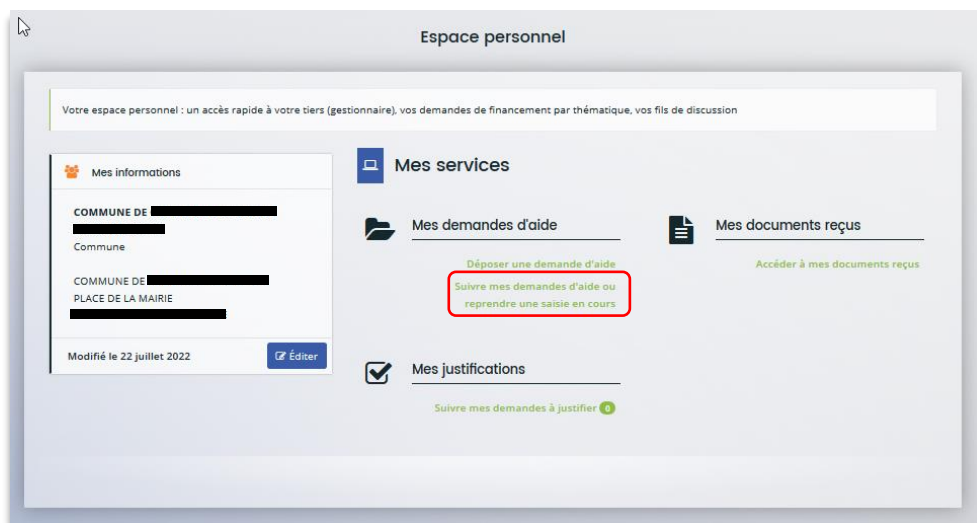 Espace personnel
Votre espace personnel : un accès rapide à votre tiers (gestionnaire), vos demandes de financement par thématique, vos fils de discussion
Mes informations
COMMUNE DE
Commune
COMMUNE DE
PLACE DE LA MAIRIE
Modifié le 22 juillet 2022
Éditer
Mes services
Mes demandes d'aide
Déposer une demande d'aide
Suivre mes demandes d'aide ou
reprendre une saisie en cours
Mes documents reçus
Accéder à mes documents reçus
Mes justifications
Suivre mes demandes à justifier 0